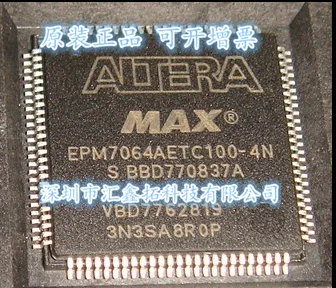 原装正品 可开增票
ALTERA
MAX®
EPM7064AETC100-4N
S BBD770837A
深圳市汇鑫拓科技有限公司
VBD7762819
3N3SA8R0P